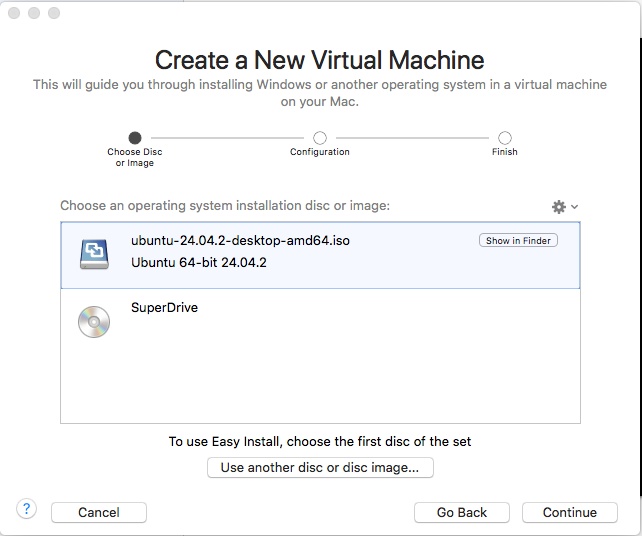 Create a New Virtual Machine
This will guide you through installing Windows or another operating system in a virtual machine
on your Mac.
Choose Disc
or Image
Configuration
Finish
Choose an operating system installation disc or image:
ubuntu-24.04.2-desktop-amd64.iso
Show in Finder
Ubuntu 64-bit 24.04.2
SuperDrive
To use Easy Install, choose the first disc of the set
Use another disc or disc image...
?
Cancel
Go Back
Continue